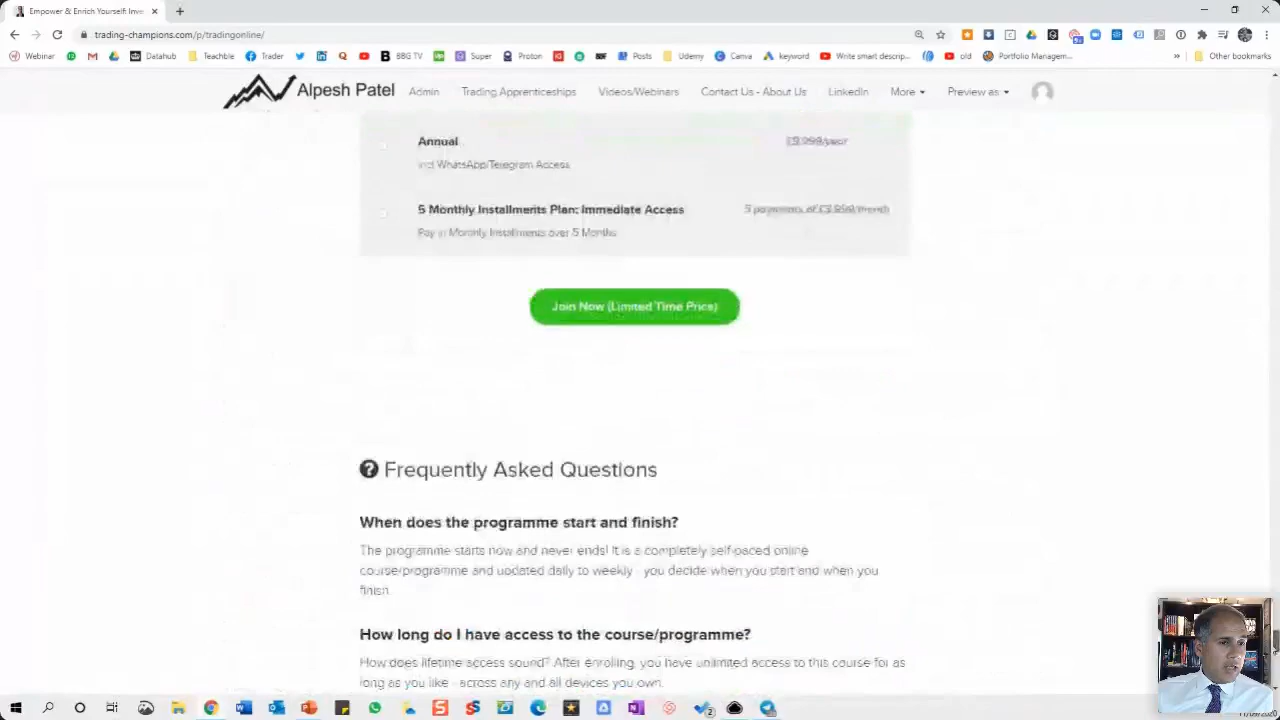 Empower & Enrich Yourself: Inve
trading-champions.com/p/tradingonline/
Webinar
Datahub
Teachble
Trader
BBG TV
Super
Proton
Posts
Udemy
Canva
keyword
Write smart descrip...
old
Portfolio Managem...
Other bookmarks
Alpesh Patel
Admin
Trading Apprenticeships
Videos/Webinars
Contact Us - About Us
LinkedIn
More
Preview as
Annual
incl WhatsApp/Telegram Access
5 Monthly Installments Plan: Immediate Access
Pay in Monthly Installments over 5 Months
Join Now (Limited Time Price)
Frequently Asked Questions
When does the programme start and finish?
The programme starts now and never ends! It is a completely self-paced online
course/programme and updated daily to weekly - you decide when you start and when you
finish.
How long do I have access to the course/programme?
How does lifetime access sound? After enrolling, you have unlimited access to this course for as
long as you like - across any and all devices you own.